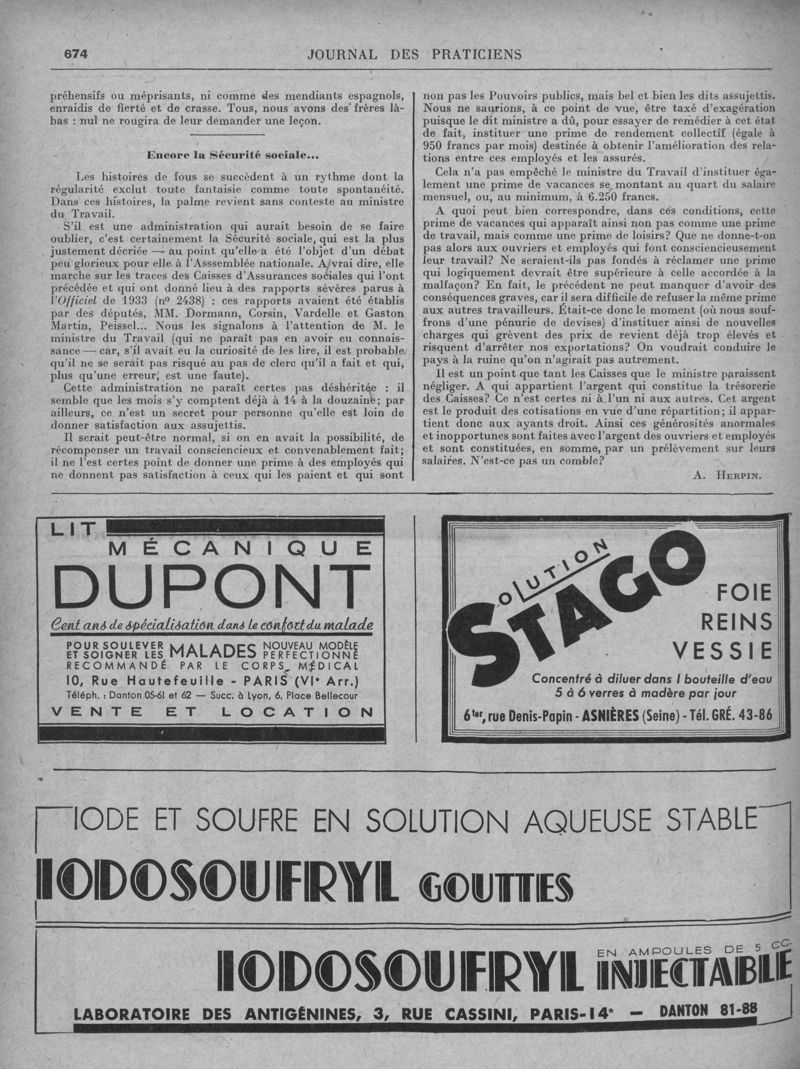 674
JOURNAL DES PRATICIENS
préhensifs ou méprisants, ni comme des mendiants espagnols,
enraidis de fierté et de crasse. Tous, nous avons des frères là-
bas : nul ne rougira de leur demander une leçon.
Encore la Sécurité sociale...
Les histoires de fous se succèdent à un rythme dont la
régularité exclut toute fantaisie comme toute spontanéité.
Dans ces histoires, la palme revient sans conteste au ministre
du Travail.
S'il est une administration qui aurait besoin de se faire
oublier, c'est certainement la Sécurité sociale, qui est la plus
justement décriée — au point qu'elle a été l'objet d'un débat
peu glorieux pour elle à l'Assemblée nationale. A vrai dire, elle
marche sur les traces des Caisses d'Assurances sociales qui l'ont
précédée et qui ont donné lieu à des rapports sévères parus à
l'Officiel de 1933 (nº 2438) : ces rapports avaient été établis
par des députés, MM. Dormann, Corsin, Vardelle et Gaston
Martin, Peissel... Nous les signalons à l'attention de M. le
ministre du Travail (qui ne paraît pas en avoir eu connais-
sance — car, s'il avait eu la curiosité de les lire, il est probable
qu'il ne se serait pas risqué au pas de clerc qu'il a fait et qui,
plus qu'une erreur, est une faute).
Cette administration ne paraît certes pas déshéritée : il
semble que les mois s'y comptent déjà à 14 à la douzaine; par
ailleurs, ce n'est un secret pour personne qu'elle est loin de
donner satisfaction aux assujettis.
Il serait peut-être normal, si on en avait la possibilité, de
récompenser un travail consciencieux et convenablement fait;
il ne l'est certes point de donner une prime à des employés qui
ne donnent pas satisfaction à ceux qui les paient et qui sont
non pas les Pouvoirs publics, mais bel et bien les dits assujettis.
Nous ne saurions, à ce point de vue, être taxé d'exagération
puisque le dit ministre a dû, pour essayer de remédier à cet état
de fait, instituer une prime de rendement collectif (égale à
950 francs par mois) destinée à obtenir l'amélioration des rela-
tions entre ces employés et les assurés.
Cela n'a pas empêché le ministre du Travail d'instituer éga-
lement une prime de vacances se montant au quart du salaire
mensuel, ou, au minimum, à 6.250 francs.
A quoi peut bien correspondre, dans ces conditions, cette
prime de vacances qui apparaît ainsi non pas comme une prime
de travail, mais comme une prime de loisirs? Que ne donne-t-on
pas alors aux ouvriers et employés qui font consciencieusement
leur travail? Ne seraient-ils pas fondés à réclamer une prime
qui logiquement devrait être supérieure à celle accordée à la
malfaçon? En fait, le précédent ne peut manquer d'avoir des
conséquences graves, car il sera difficile de refuser la même prime
aux autres travailleurs. Était-ce donc le moment (où nous souf-
frons d'une pénurie de devises) d'instituer ainsi de nouvelles
charges qui grèvent des prix de revient déjà trop élevés et
risquent d'arrêter nos exportations? On voudrait conduire le
pays à la ruine qu'on n'agirait pas autrement.
Il est un point que tant les Caisses que le ministre paraissent
négliger. A qui appartient l'argent qui constitue la trésorerie
des Caisses? Ce n'est certes ni à l'un ni aux autres. Cet argent
est le produit des cotisations en vue d'une répartition; il appar-
tient donc aux ayants droit. Ainsi ces générosités anormales
et inopportunes sont faites avec l'argent des ouvriers et employés
et sont constituées, en somme, par un prélèvement sur leurs
salaires. N'est-ce pas un comble?
A. HERPIN.
LIT
MÉCANIQUE
DUPONT
Cent ans de spécialisation dans le confort du malade
POUR SOULEVER ET SOIGNER LES MALADES NOUVEAU MODÈLE PERFECTIONNÉ
RECOMMANDÉ PAR LE CORPS MÉDICAL
10, Rue Hautefeuille - PARIS (VIe Arr.)
Téléph. : Danton 05-61 et 62 — Succ. à Lyon, 6, Place Bellecour
VENTE ET LOCATION
SOLUTION
STAGO
FOIE
REINS
VESSIE
Concentré à diluer dans 1 bouteille d'eau
5 à 6 verres à madère par jour
6ter, rue Denis-Papin - ASNIÈRES (Seine) - Tél. GRÉ. 43-86
IODE ET SOUFRE EN SOLUTION AQUEUSE STABLE
IODOSOUFRYL GOUTTES
EN AMPOULES DE 5 CC.
IODOSOUFRYL INJECTABLE
LABORATOIRE DES ANTIGÉNINES, 3, RUE CASSINI, PARIS-14e — DANTON 81-88